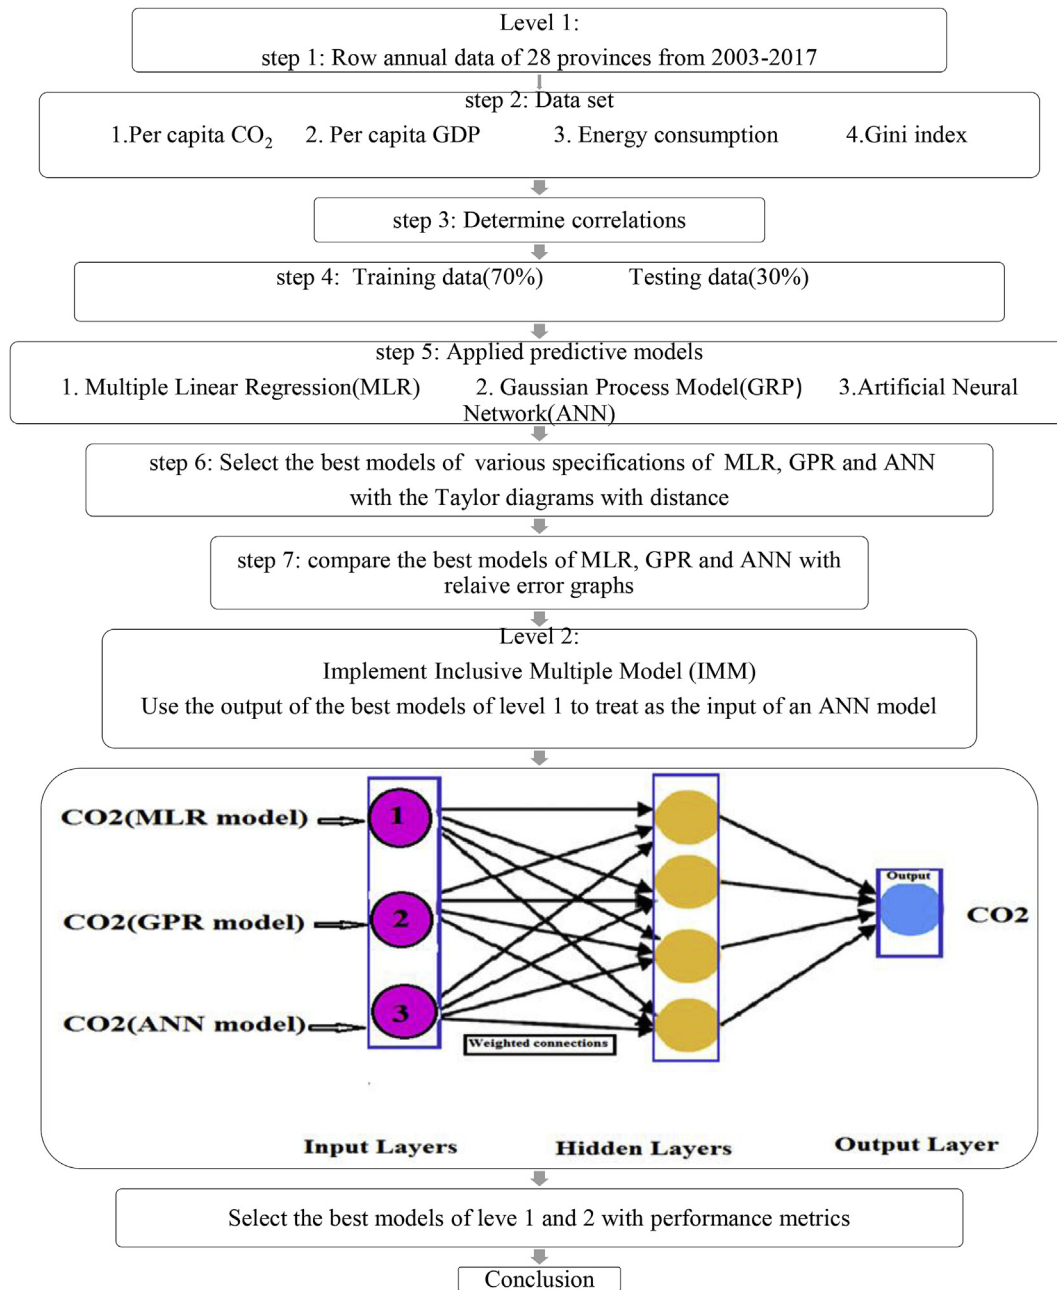 Level 1:
step 1: Row annual data of 28 provinces from 2003-2017
step 2: Data set
1.Per capita CO₂ 2. Per capita GDP 3. Energy consumption 4.Gini index
step 3: Determine correlations
step 4: Training data(70%) Testing data(30%)
step 5: Applied predictive models
1. Multiple Linear Regression(MLR) 2. Gaussian Process Model(GRP) 3.Artificial Neural
Network(ANN)
step 6: Select the best models of various specifications of MLR, GPR and ANN
with the Taylor diagrams with distance
step 7: compare the best models of MLR, GPR and ANN with
relaive error graphs
Level 2:
Implement Inclusive Multiple Model (IMM)
Use the output of the best models of level 1 to treat as the input of an ANN model
CO2(MLR model)
1
Output
CO2(GPR model)
2
CO2
CO2(ANN model)
3
Weighted connections
Input Layers
Hidden Layers
Output Layer
Select the best models of leve 1 and 2 with performance metrics
Conclusion